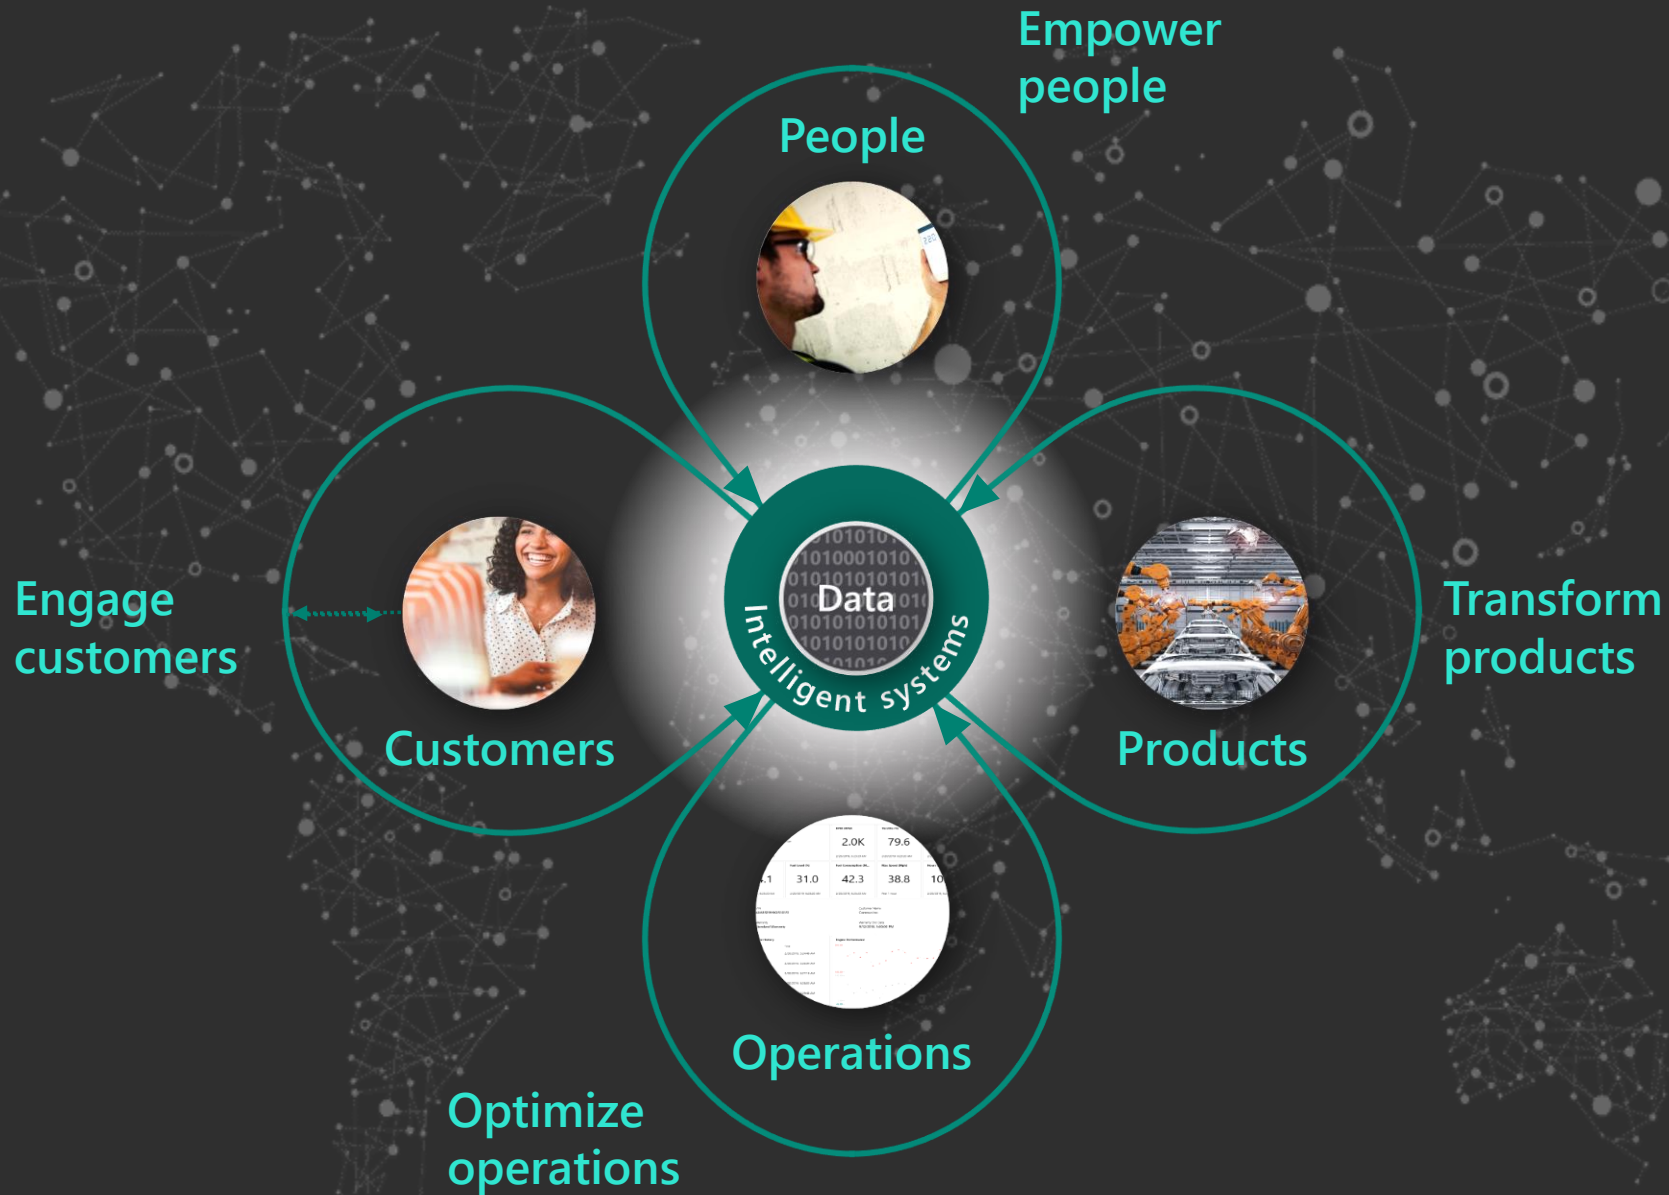 Empower
people
People
Engage
customers
Customers
Data
Intelligent systems
Transform
products
Products
2.0K
79.6
31.0
42.3
38.8
10
Operations
Optimize
operations